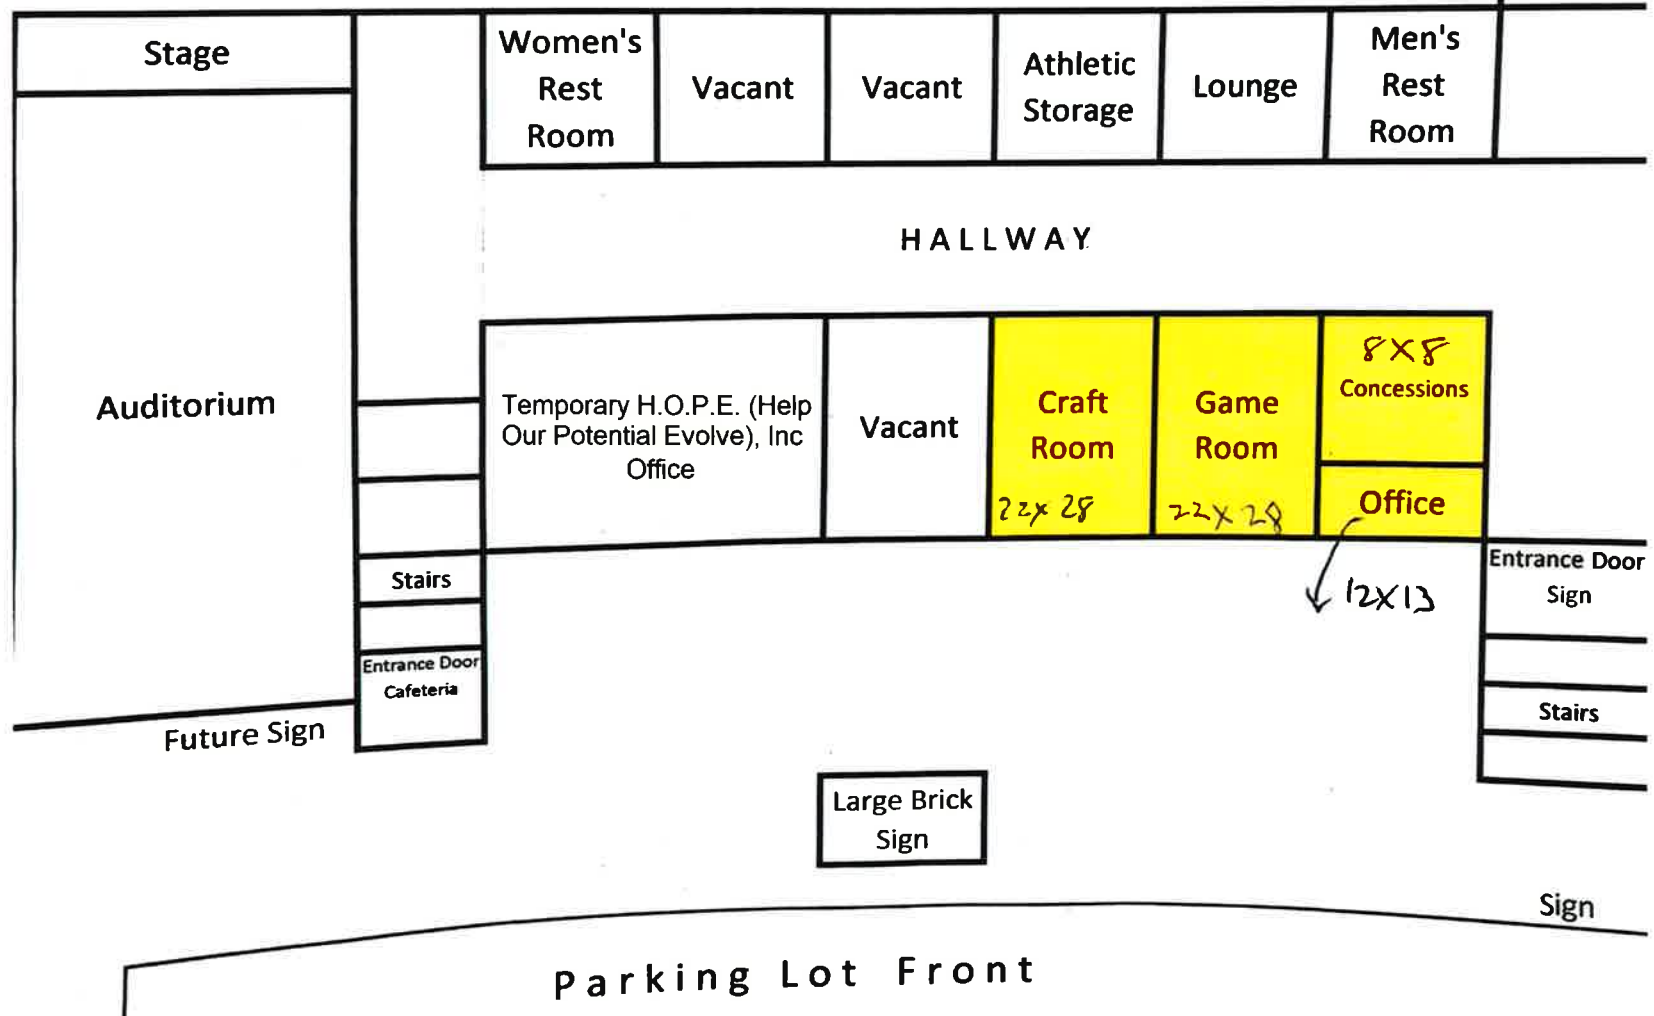 Stage
Women's
Rest
Room
Vacant
Vacant
Athletic
Storage
Lounge
Men's
Rest
Room
HALLWAY
Auditorium
Temporary H.O.P.E. (Help
Our Potential Evolve), Inc
Office
Vacant
Craft
Room
22x 28
Game
Room
22X 28
8X8
Concessions
Office
12X13
Stairs
Entrance Door
Cafeteria
Entrance Door
Sign
Stairs
Future Sign
Large Brick
Sign
Sign
Parking Lot Front